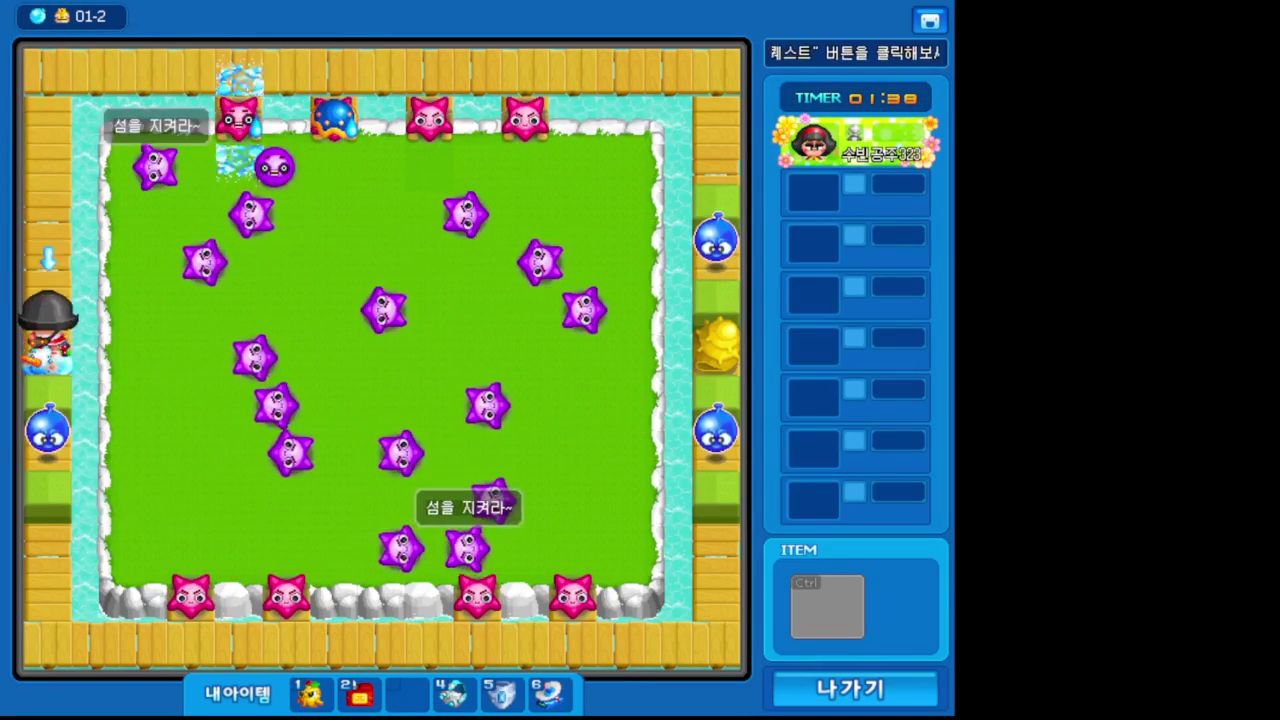 01-2
퀘스트" 버튼을 클릭해보
TIMER 01:38
섬을 지켜라~
수빈공주323
섬을 지켜라~
ITEM
Ctrl
내아이템
1
2
4
5
6
나가기